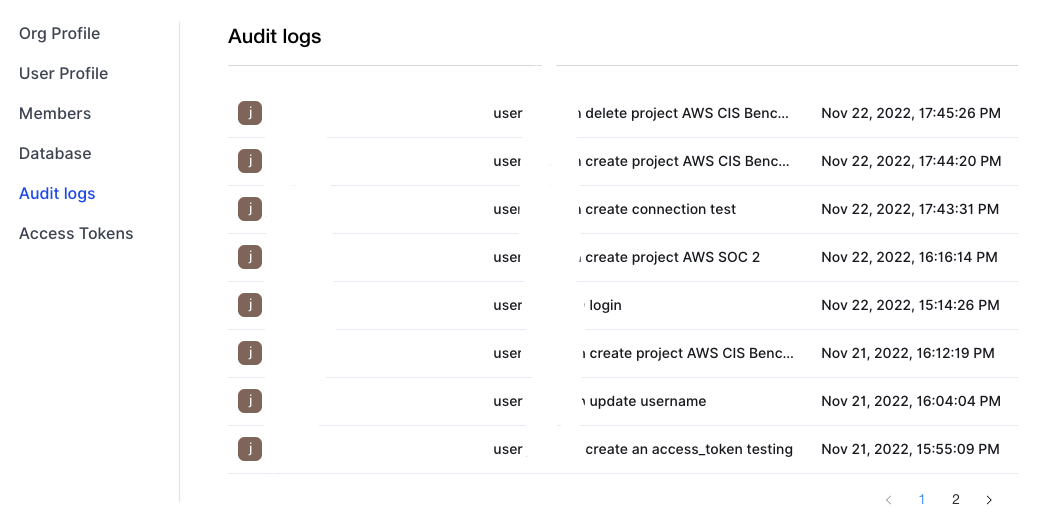 Org Profile
User Profile
Members
Database
Audit logs
Access Tokens
Audit logs
j user delete project AWS CIS Benc... Nov 22, 2022, 17:45:26 PM
j user create project AWS CIS Benc... Nov 22, 2022, 17:44:20 PM
j user create connection test Nov 22, 2022, 17:43:31 PM
j user create project AWS SOC 2 Nov 22, 2022, 16:16:14 PM
j user login Nov 22, 2022, 15:14:26 PM
j user create project AWS CIS Benc... Nov 21, 2022, 16:12:19 PM
j user update username Nov 21, 2022, 16:04:04 PM
j user create an access_token testing Nov 21, 2022, 15:55:09 PM
< 1 2 >